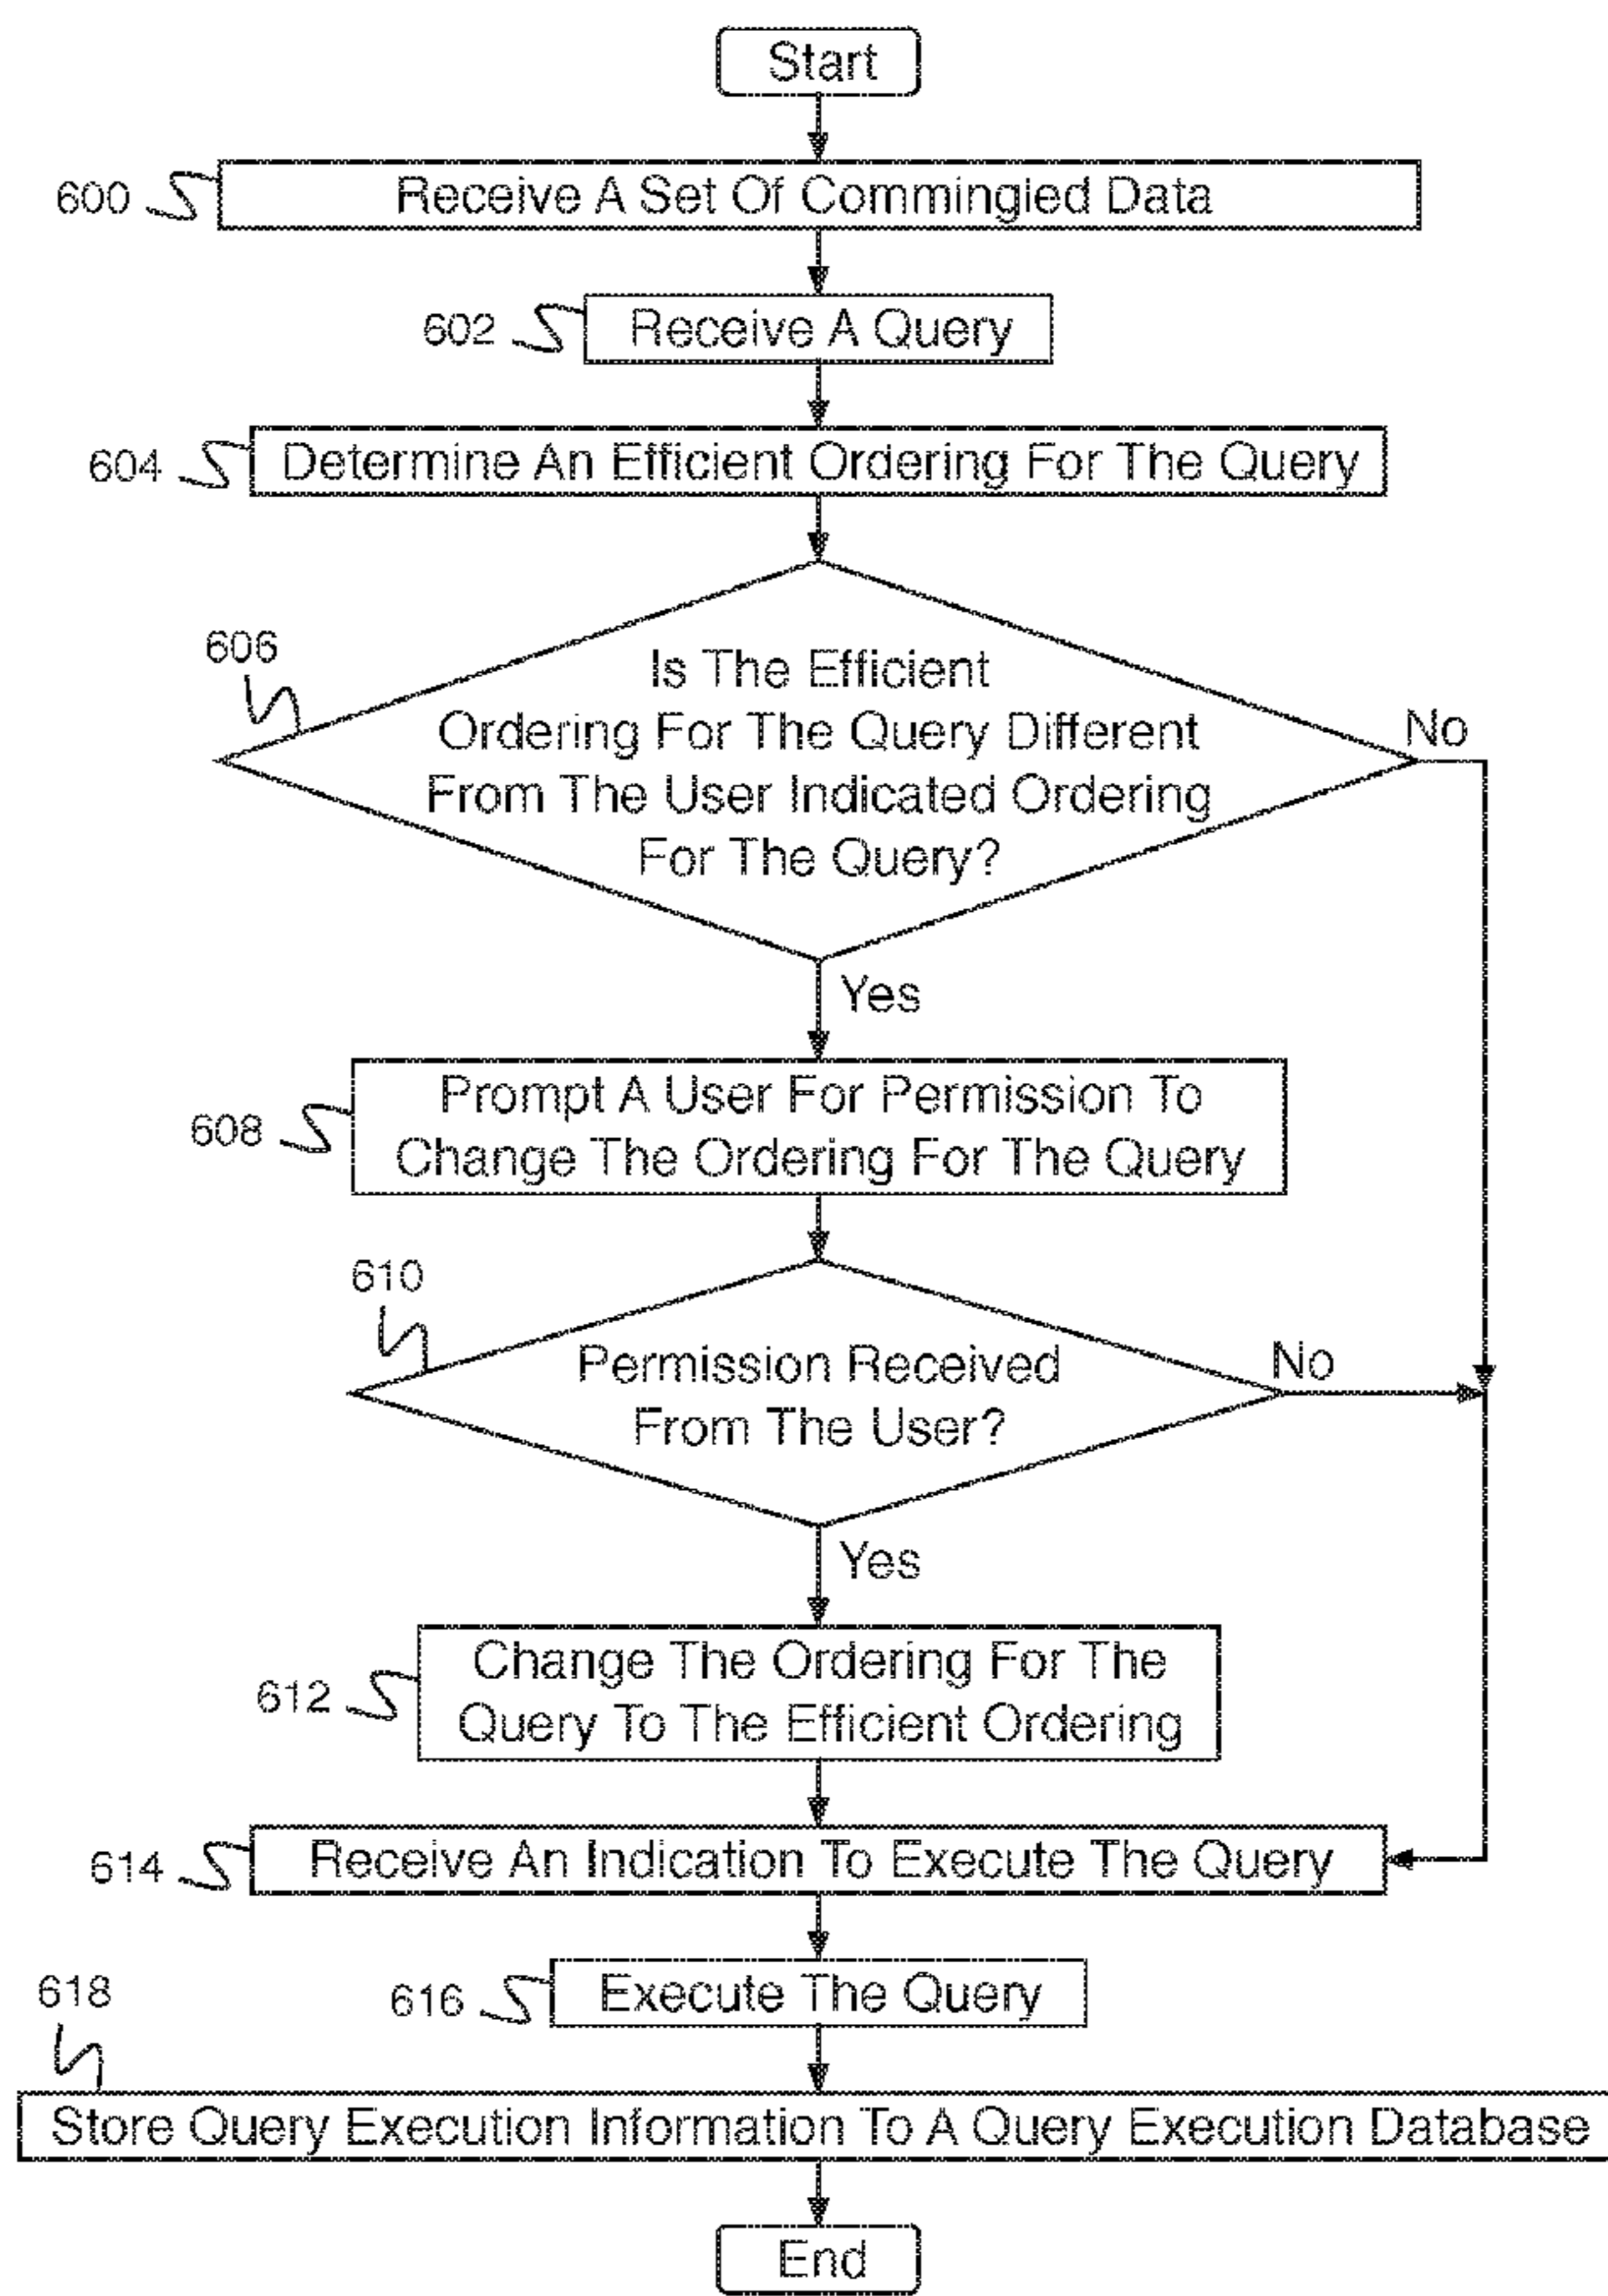 Start
600
Receive A Set Of Commingled Data
602
Receive A Query
604
Determine An Efficient Ordering For The Query
606
Is The Efficient
Ordering For The Query Different
From The User Indicated Ordering
For The Query?
No
Yes
608
Prompt A User For Permission To
Change The Ordering For The Query
610
Permission Received
From The User?
No
Yes
612
Change The Ordering For The
Query To The Efficient Ordering
614
Receive An Indication To Execute The Query
616
Execute The Query
618
Store Query Execution Information To A Query Execution Database
End